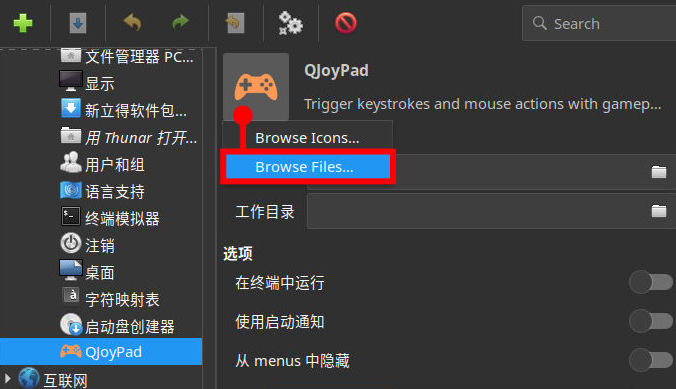 Search
文件管理器 PC...
显示
新立得软件包...
用 Thunar 打开...
用户和组
语言支持
终端模拟器
注销
桌面
字符映射表
启动盘创建器
QJoyPad
互联网
QJoyPad
Trigger keystrokes and mouse actions with gamep...
Browse Icons...
Browse Files...
工作目录
选项
在终端中运行
使用启动通知
从 menus 中隐藏